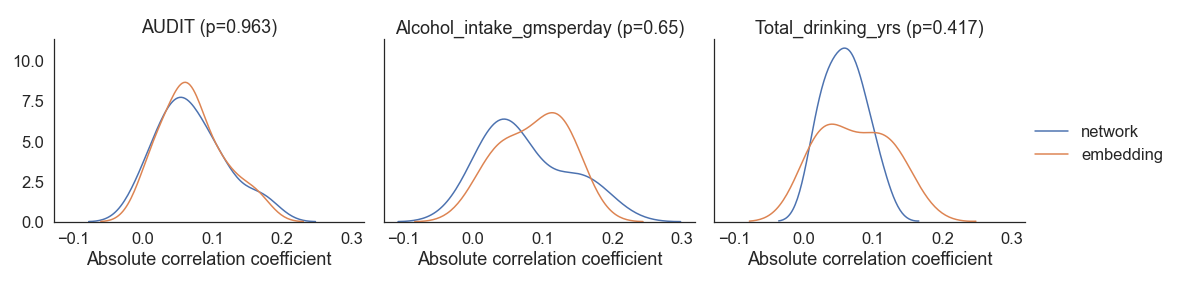 AUDIT (p=0.963)
Alcohol_intake_gmsperday (p=0.65)
Total_drinking_yrs (p=0.417)
10.0
7.5
5.0
2.5
0.0
−0.1 0.0 0.1 0.2 0.3
−0.1 0.0 0.1 0.2 0.3
−0.1 0.0 0.1 0.2 0.3
Absolute correlation coefficient
Absolute correlation coefficient
Absolute correlation coefficient
network
embedding